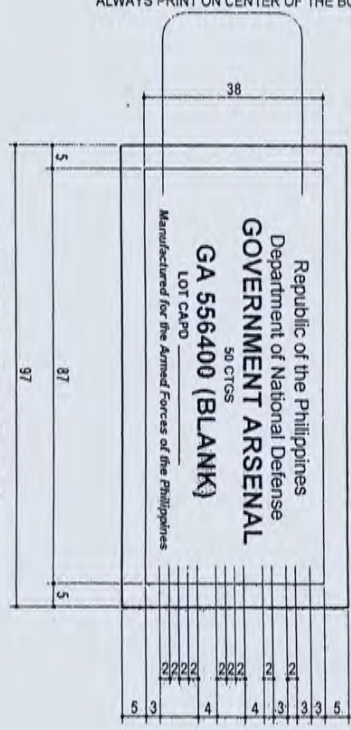 ALWAYS PRINT ON CENTER OF THE
38
Republic of the Philippines
Department of National Defense
GOVERNMENT ARSENAL
50 CTGS
GA 556400 (BLANK)
LOT CAPD
Manufactured for the Armed Forces of the Philippines
5
87
5
97
5
3
2
2
2
2
4
2
2
2
4
2
3
2
3
3
5